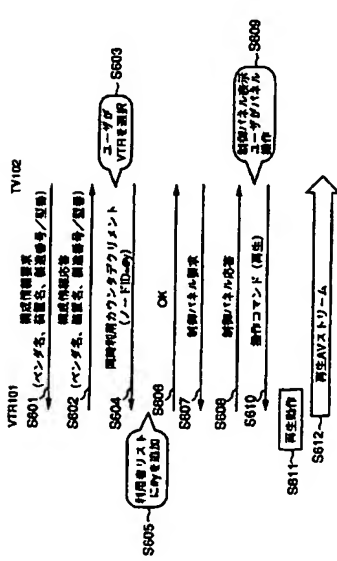 VTR101
TV102
S601
構成情報要求
(ベンダ名、装置名、製造番号/型番)
S602
構成情報応答
(ベンダ名、装置名、製造番号/型番)
ユーザが
VTRを選択
S603
S604
同時利用カウンタデクリメント
(ノードID=my)
利用者リスト
にmyを追加
S605
S606
OK
S607
制御パネル要求
S608
制御パネル応答
制御パネル表示
ユーザがパネル
操作
S609
S610
操作コマンド(再生)
再生動作
S611
S612
再生AVストリーム